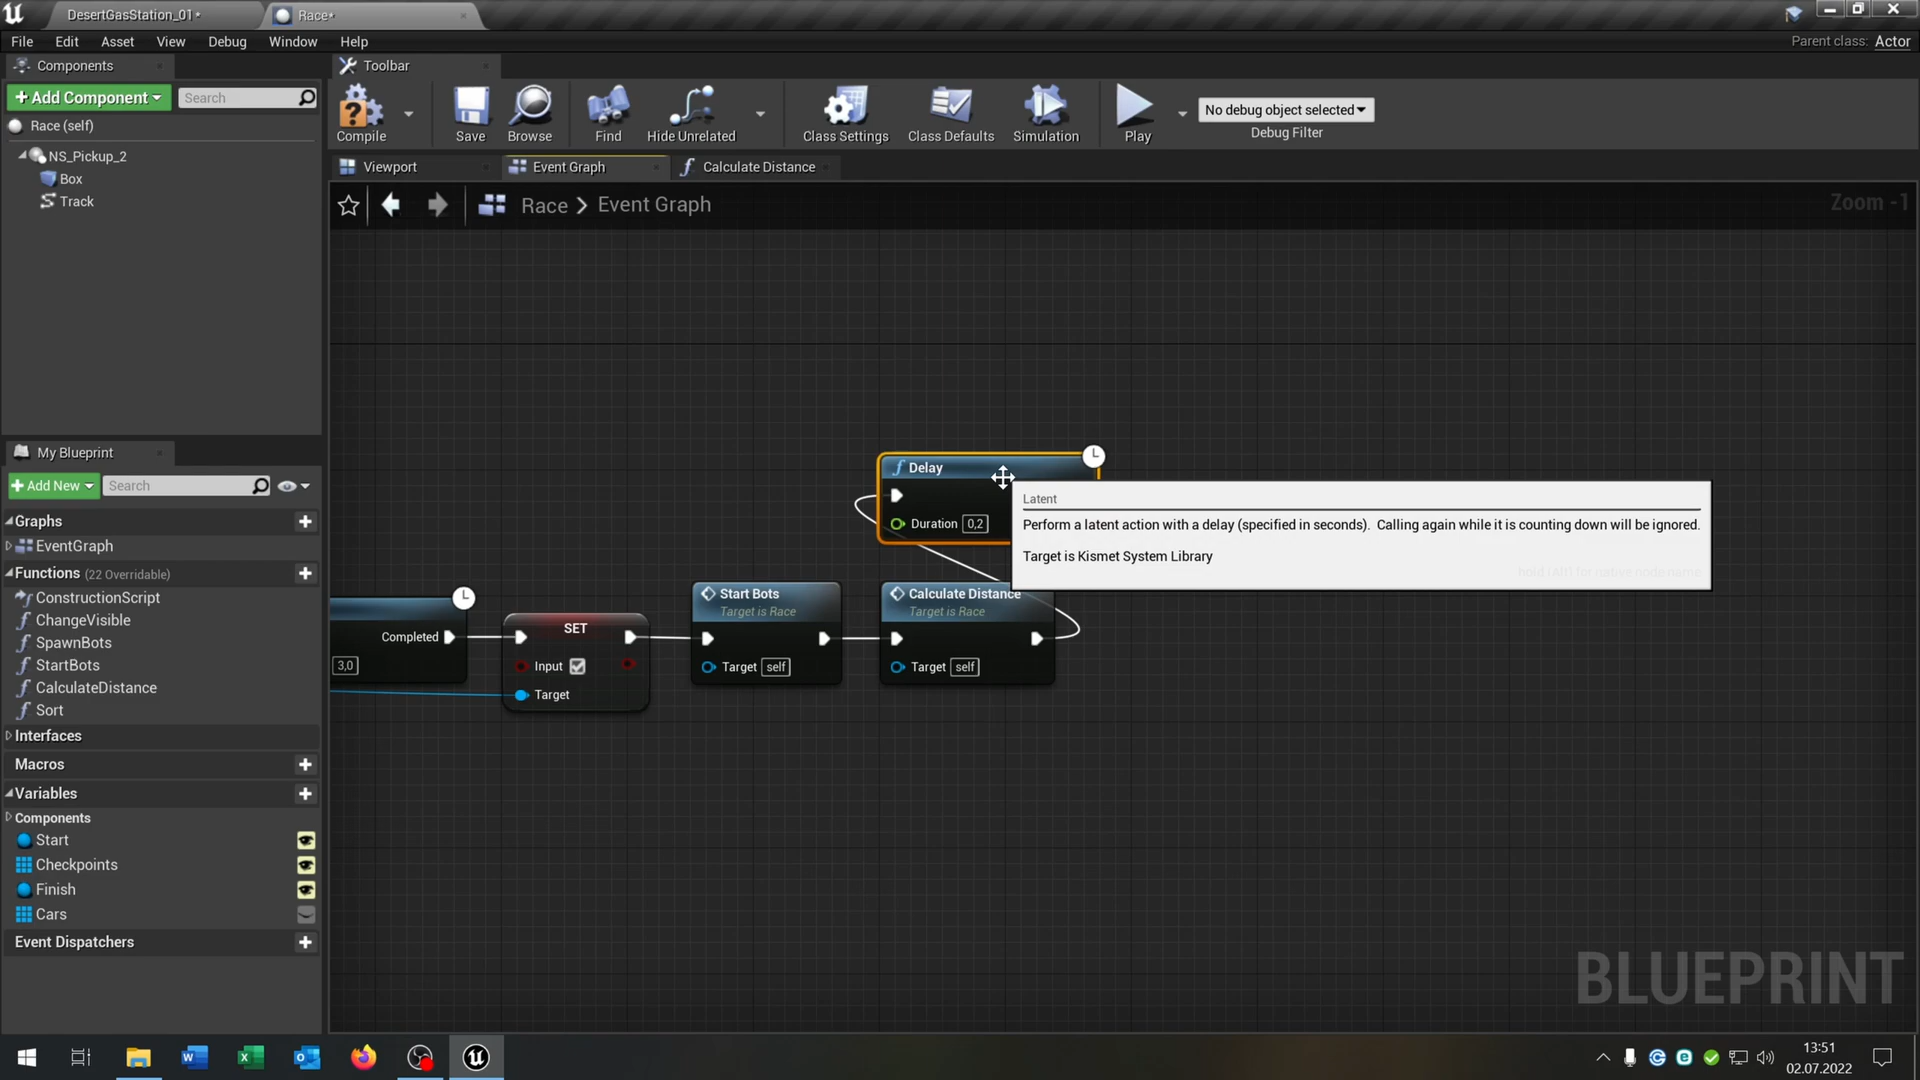 DesertGasStation_01*
Race*
File Edit Asset View Debug Window Help
Parent class: Actor
Components
Toolbar
+ Add Component
Search
Race (self)
NS_Pickup_2
Box
Track
Compile
Save
Browse
Find
Hide Unrelated
Class Settings
Class Defaults
Simulation
Play
No debug object selected
Debug Filter
Viewport
Event Graph
Calculate Distance
Race > Event Graph
Zoom -1
My Blueprint
+ Add New
Search
Graphs
EventGraph
Functions (22 Overridable)
ConstructionScript
ChangeVisible
SpawnBots
StartBots
CalculateDistance
Sort
Interfaces
Macros
Variables
Components
Start
Checkpoints
Finish
Cars
Event Dispatchers
Delay
Duration 0,2
Latent
Perform a latent action with a delay (specified in seconds). Calling again while it is counting down will be ignored.
Target is Kismet System Library
hold (Alt) for native node name
Completed
3,0
SET
Input
Target
Start Bots
Target is Race
Target self
Calculate Distance
Target is Race
Target self
BLUEPRINT
13:51
02.07.2022